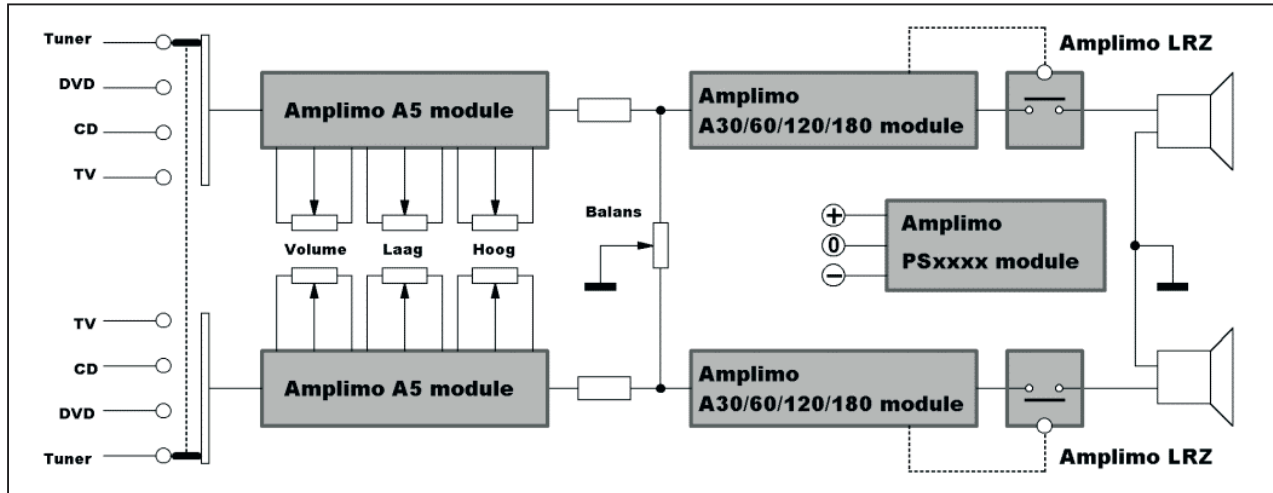 Tuner
DVD
CD
TV
Amplimo A5 module
Amplimo
A30/60/120/180 module
Amplimo LRZ
Volume
Laag
Hoog
Balans
+
0
−
Amplimo
PSxxxx module
TV
CD
DVD
Tuner
Amplimo A5 module
Amplimo
A30/60/120/180 module
Amplimo LRZ